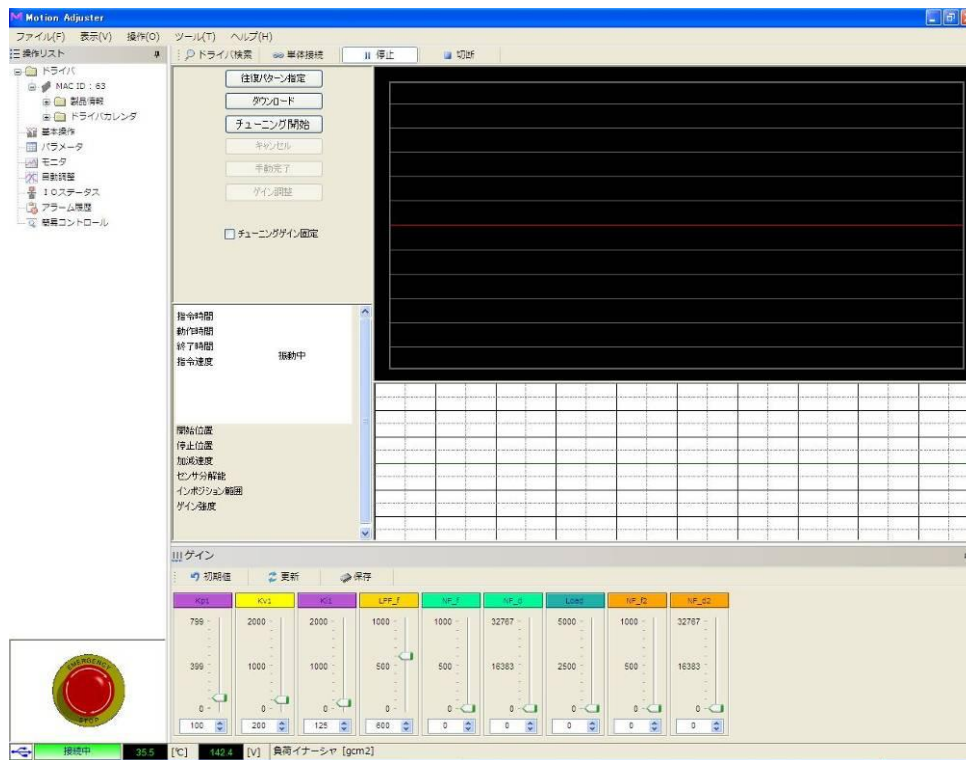 Motion Adjuster
ファイル(F) 表示(V) 操作(O) ツール(T) ヘルプ(H)
操作リスト
ドライバ検索 単体接続 停止 切断
ドライバ
MAC ID : 63
製品情報
ドライバカレンダ
基本操作
パラメータ
モニタ
自動調整
IOステータス
アラーム履歴
簡易コントロール
往復パターン指定
ダウンロード
チューニング開始
キャンセル
手動完了
ゲイン調整
チューニングゲイン固定
指令時間
動作時間
終了時間
指令速度
振動中
開始位置
停止位置
加減速度
センサ分解能
インポジション範囲
ゲイン強度
ゲイン
初期値 更新 保存
Kp1 Kv1 Ki1 LPF_f NF_f NF_d Load NF_f2 NF_d2
799 2000 2000 1000 1000 32767 5000 1000 32767
399 1000 1000 500 500 16383 2500 500 16383
0 0 0 0 0 0 0 0 0
100 200 125 600 0 0 0 0 0
EMERGENCY
STOP
接続中 35.5 [℃] 142.4 [V] 負荷イナーシャ [gcm2]